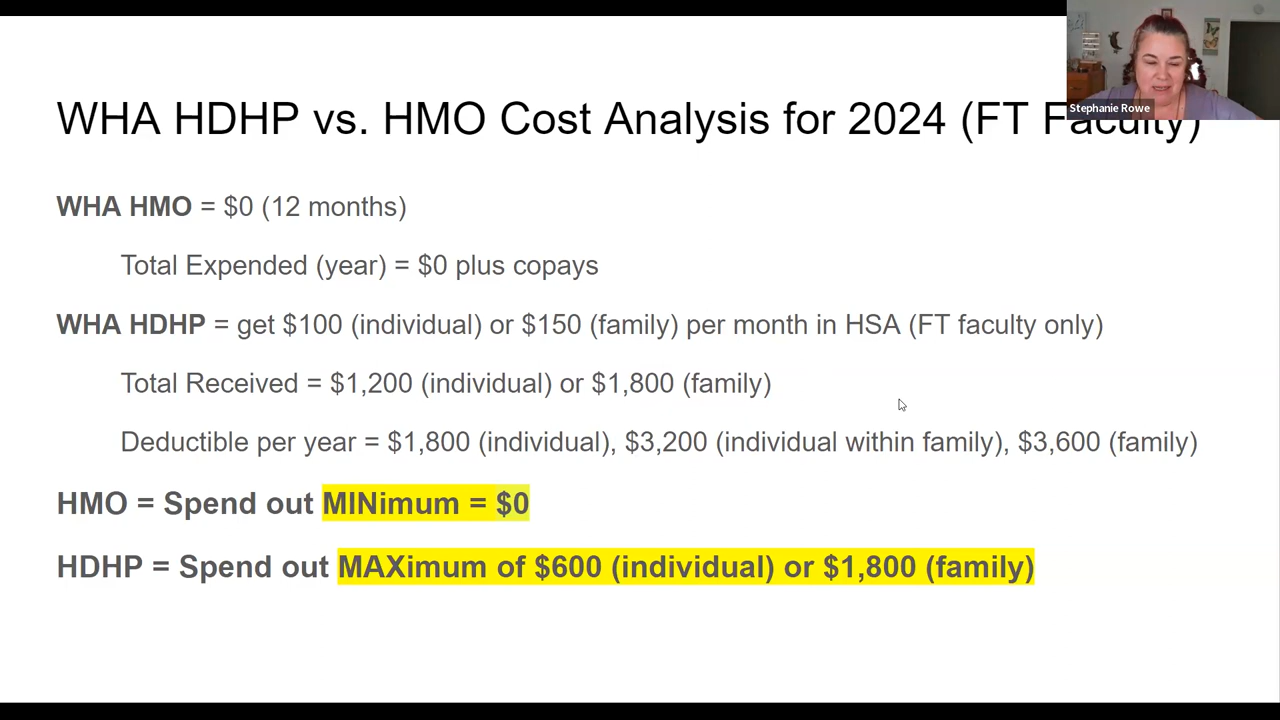 Stephanie Rowe
WHA HDHP vs. HMO Cost Analysis for 2024 (FT Faculty)
WHA HMO = $0 (12 months)
Total Expended (year) = $0 plus copays
WHA HDHP = get $100 (individual) or $150 (family) per month in HSA (FT faculty only)
Total Received = $1,200 (individual) or $1,800 (family)
Deductible per year = $1,800 (individual), $3,200 (individual within family), $3,600 (family)
HMO = Spend out MINimum = $0
HDHP = Spend out MAXimum of $600 (individual) or $1,800 (family)